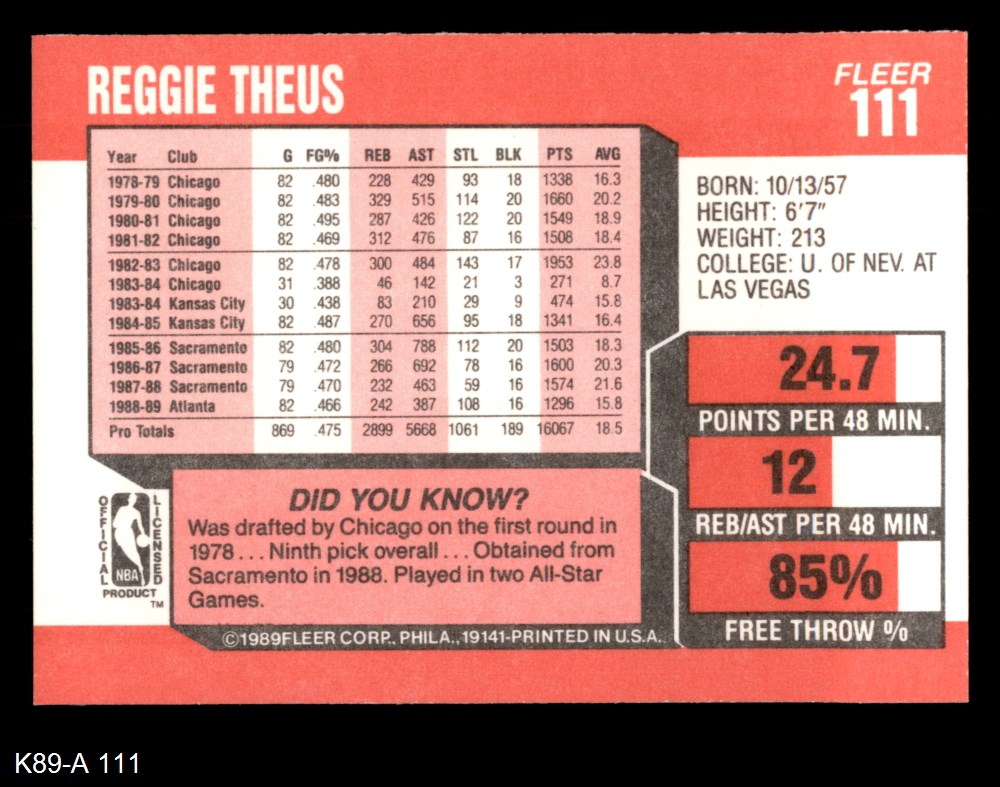 REGGIE THEUS
FLEER
111
Year Club G FG% REB AST STL BLK PTS AVG
1978-79 Chicago 82 .480 228 429 93 18 1338 16.3
1979-80 Chicago 82 .483 329 515 114 20 1660 20.2
1980-81 Chicago 82 .495 287 426 122 20 1549 18.9
1981-82 Chicago 82 .469 312 476 87 16 1508 18.4
1982-83 Chicago 82 .478 300 484 143 17 1953 23.8
1983-84 Chicago 31 .388 46 142 21 3 271 8.7
1983-84 Kansas City 30 .438 83 210 29 9 474 15.8
1984-85 Kansas City 82 .487 270 656 95 18 1341 16.4
1985-86 Sacramento 82 .480 304 788 112 20 1503 18.3
1986-87 Sacramento 79 .472 266 692 78 16 1600 20.3
1987-88 Sacramento 79 .470 232 463 59 16 1574 21.6
1988-89 Atlanta 82 .466 242 387 108 16 1296 15.8
Pro Totals 869 .475 2899 5668 1061 189 16067 18.5
BORN: 10/13/57
HEIGHT: 6'7"
WEIGHT: 213
COLLEGE: U. OF NEV. AT
LAS VEGAS
24.7
POINTS PER 48 MIN.
12
REB/AST PER 48 MIN.
85%
FREE THROW %
OFFICIAL
LICENSED
NBA
PRODUCT
TM
DID YOU KNOW?
Was drafted by Chicago on the first round in
1978 . . . Ninth pick overall . . . Obtained from
Sacramento in 1988. Played in two All-Star
Games.
©1989FLEER CORP., PHILA., 19141-PRINTED IN U.S.A.
K89-A 111